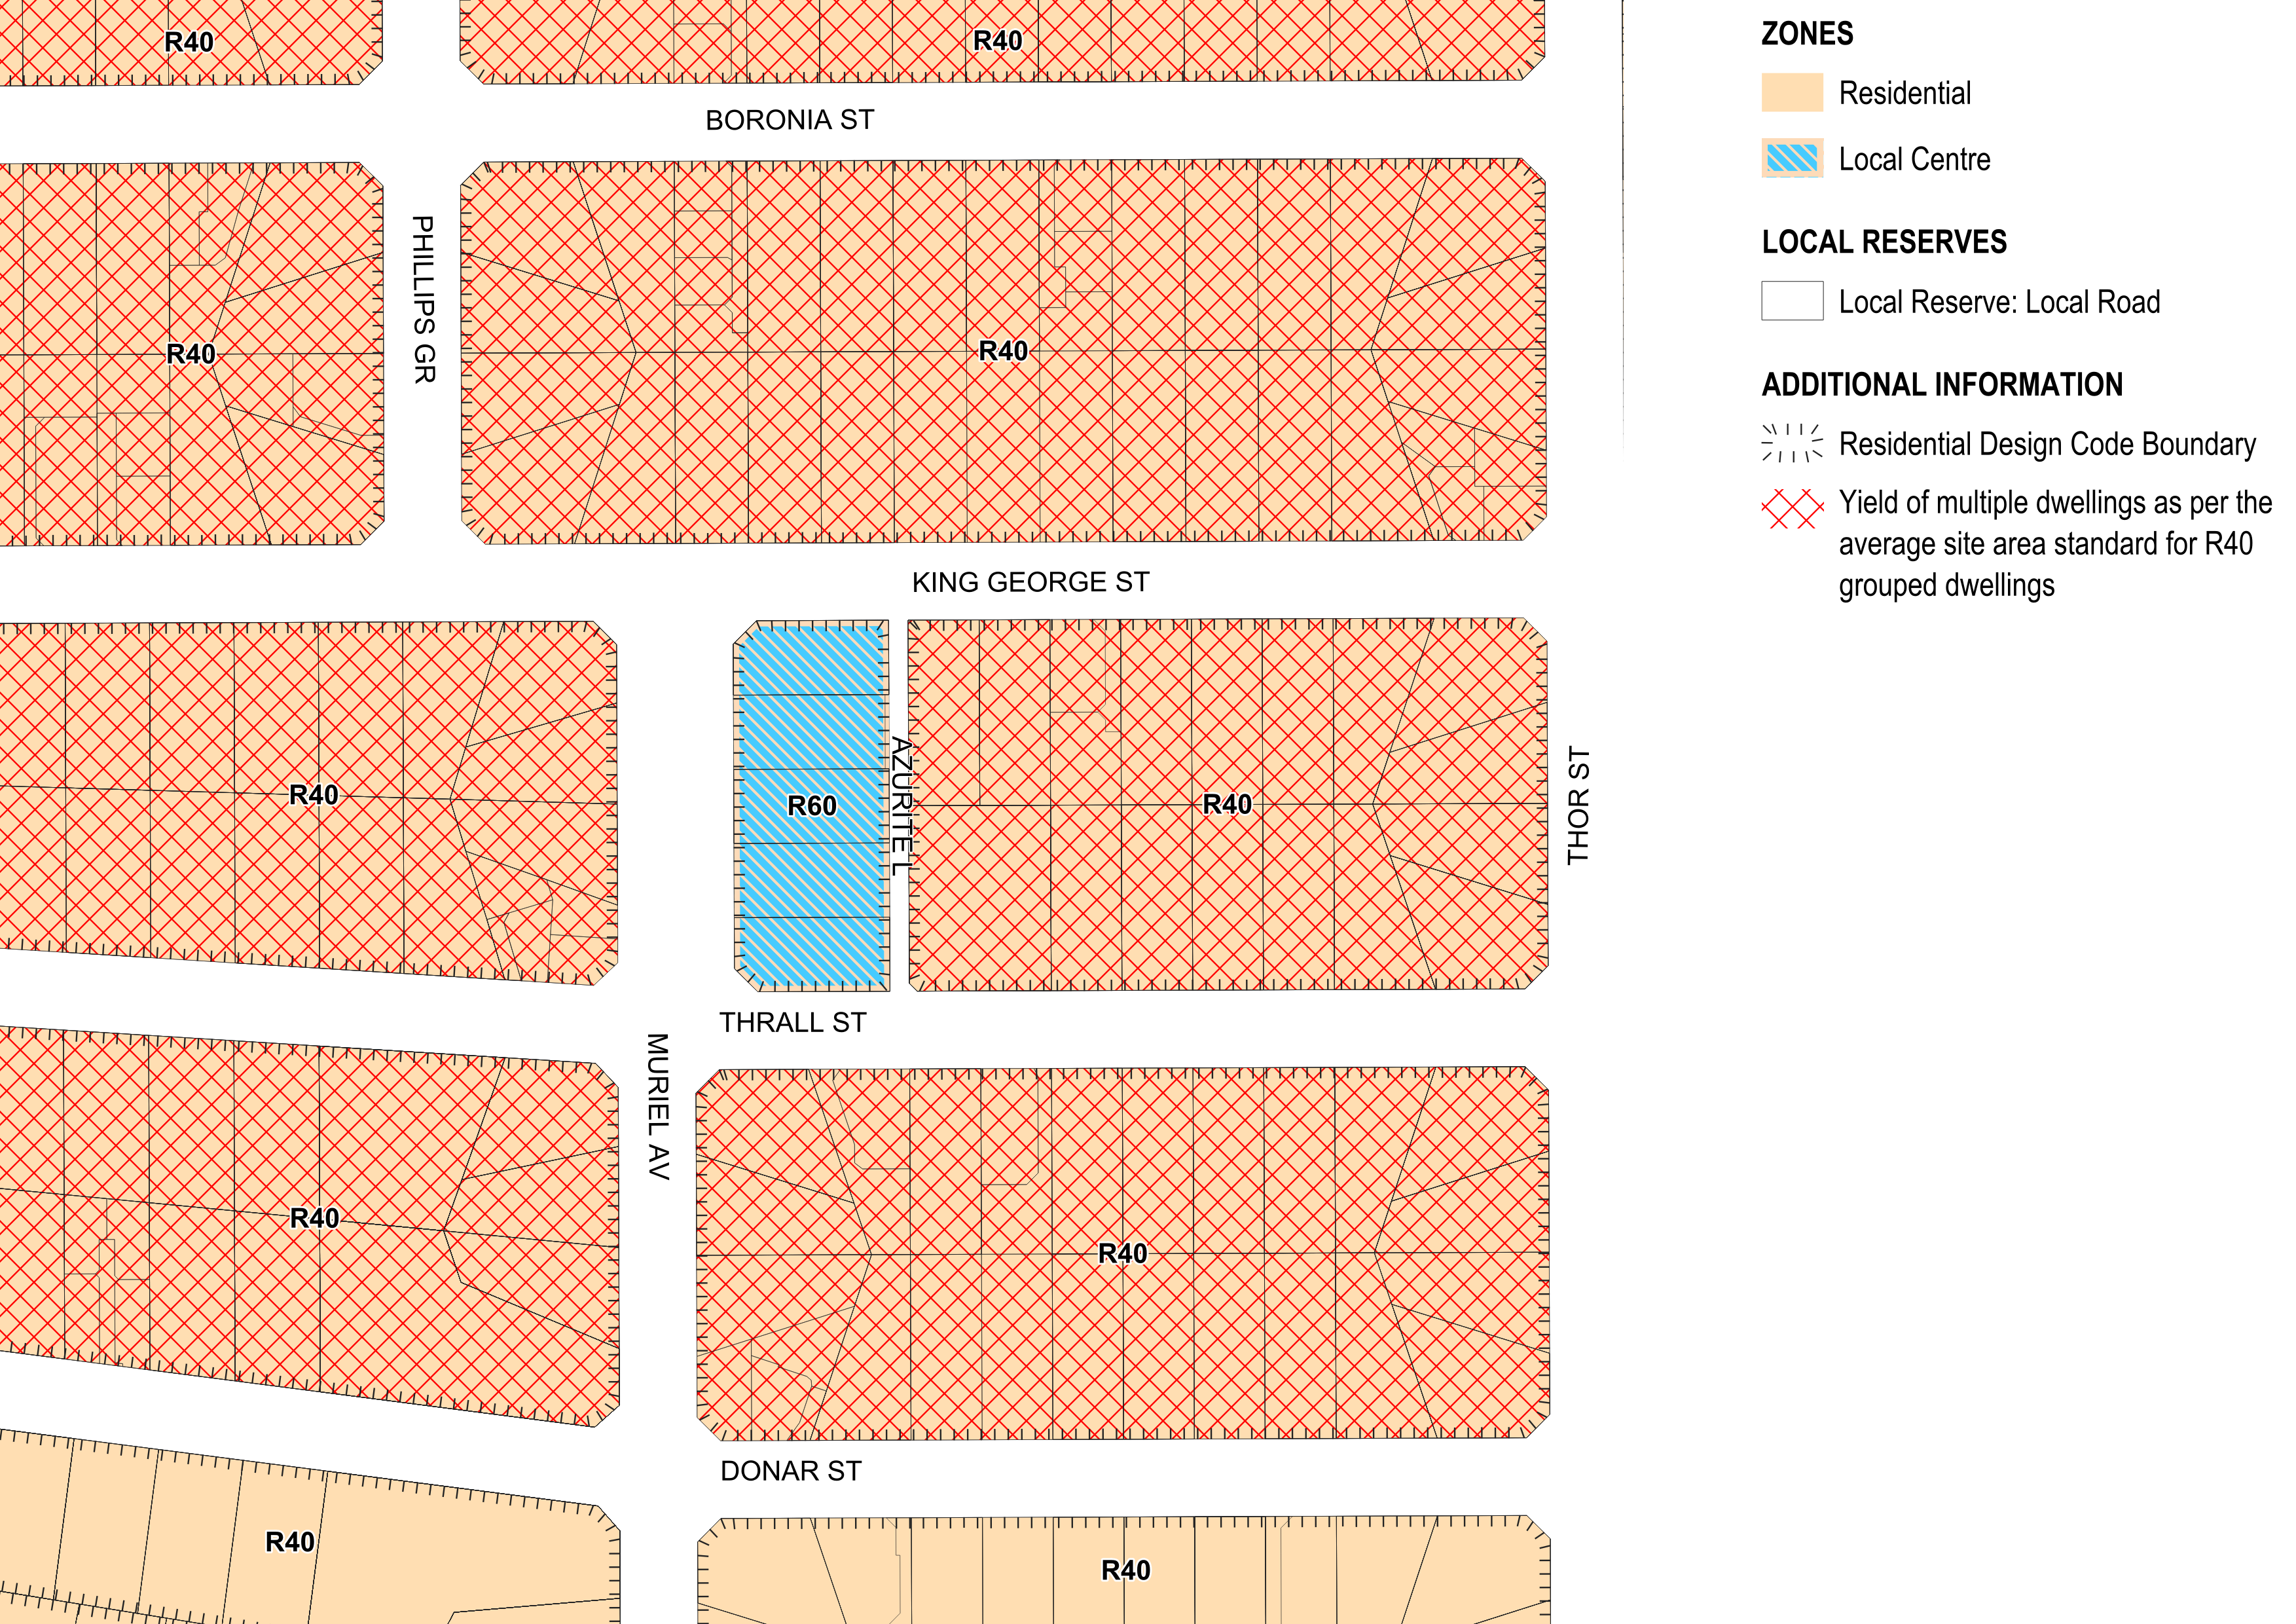 R40
R40
BORONIA ST
PHILLIPS GR
R40
R40
KING GEORGE ST
R40
R60
AZURITE L
R40
THOR ST
THRALL ST
MURIEL AV
R40
R40
DONAR ST
R40
R40
ZONES
Residential
Local Centre
LOCAL RESERVES
Local Reserve: Local Road
ADDITIONAL INFORMATION
Residential Design Code Boundary
Yield of multiple dwellings as per the
average site area standard for R40
grouped dwellings